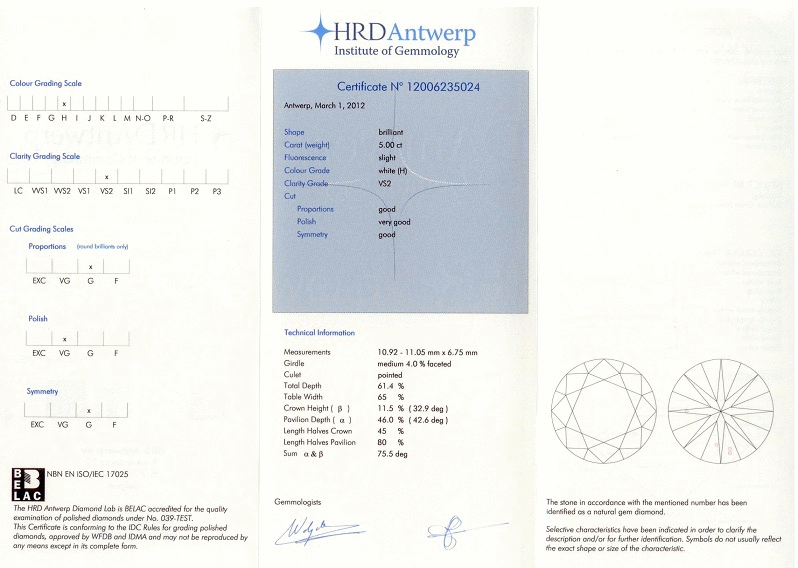 HRD Antwerp
Institute of Gemmology
Colour Grading Scale
x
D E F G H I J K L M N-O P-R S-Z
Clarity Grading Scale
x
LC VVS1 VVS2 VS1 VS2 SI1 SI2 P1 P2 P3
Cut Grading Scales
Proportions (round brilliants only)
x
EXC VG G F
Polish
x
EXC VG G F
Symmetry
x
EXC VG G F
BELAC
NBN EN ISO/IEC 17025
The HRD Antwerp Diamond Lab is BELAC accredited for the quality
examination of polished diamonds under No. 039-TEST.
This Certificate is conforming to the IDC Rules for grading polished
diamonds, approved by WFDB and IDMA and may not be reproduced by
any means except in its complete form.
Certificate N° 12006235024
Antwerp, March 1, 2012
Shape brilliant
Carat (weight) 5.00 ct
Fluorescence slight
Colour Grade white (H)
Clarity Grade VS2
Cut
Proportions good
Polish very good
Symmetry good
Technical Information
Measurements 10.92 - 11.05 mm x 6.75 mm
Girdle medium 4.0 % faceted
Culet pointed
Total Depth 61.4 %
Table Width 65 %
Crown Height ( β ) 11.5 % ( 32.9 deg )
Pavilion Depth ( α ) 46.0 % ( 42.6 deg )
Length Halves Crown 45 %
Length Halves Pavilion 80 %
Sum α & β 75.5 deg
Gemmologists
The stone in accordance with the mentioned number has been
identified as a natural gem diamond.
Selective characteristics have been indicated in order to clarify the
description and/or for further identification. Symbols do not usually reflect
the exact shape or size of the characteristic.